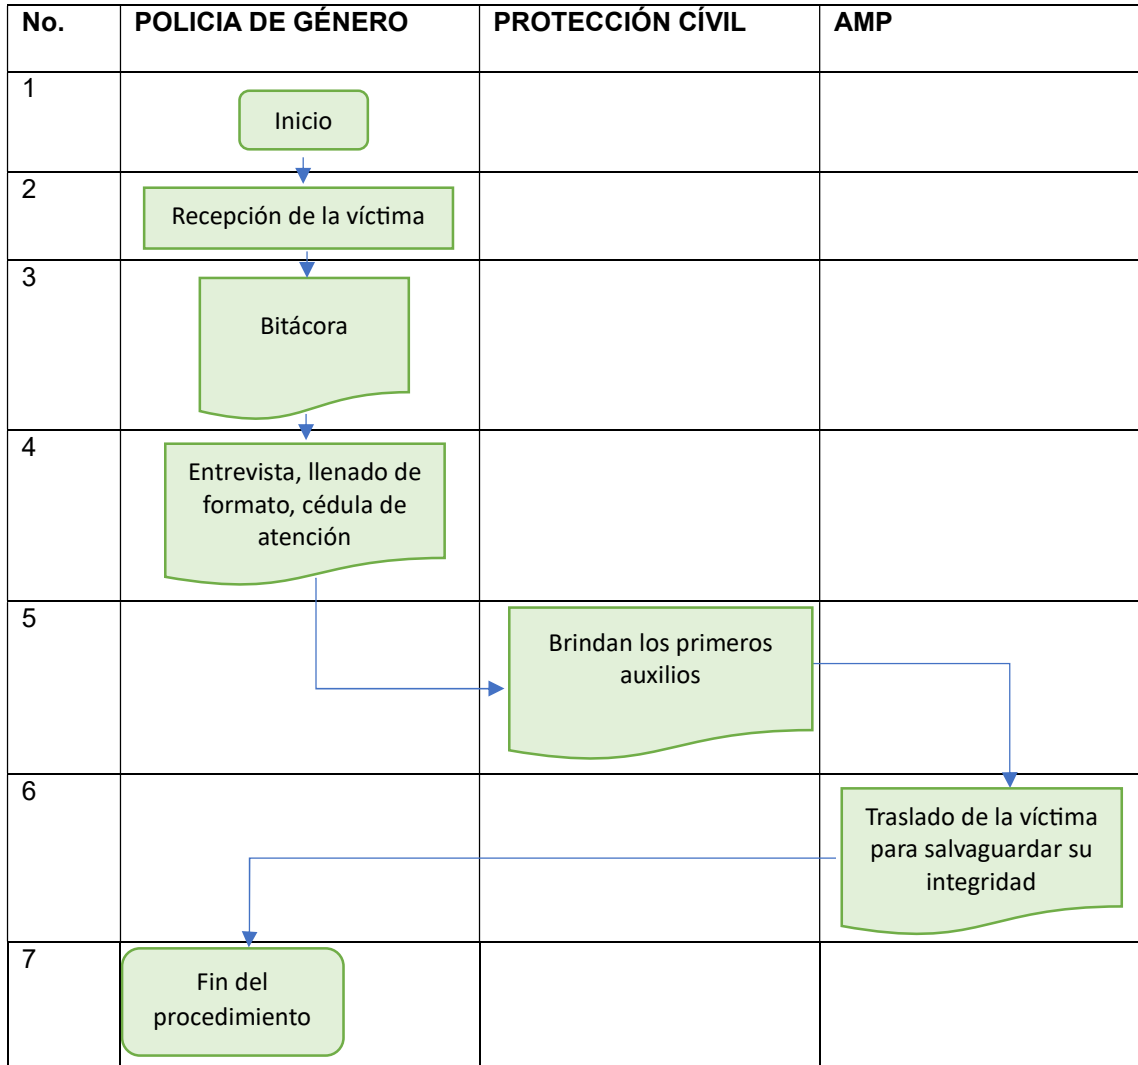 No. POLICIA DE GÉNERO PROTECCIÓN CÍVIL AMP
1
Inicio
2
Recepción de la víctima
3
Bitácora
4
Entrevista, llenado de
formato, cédula de
atención
5
Brindan los primeros
auxilios
6
Traslado de la víctima
para salvaguardar su
integridad
7
Fin del
procedimiento